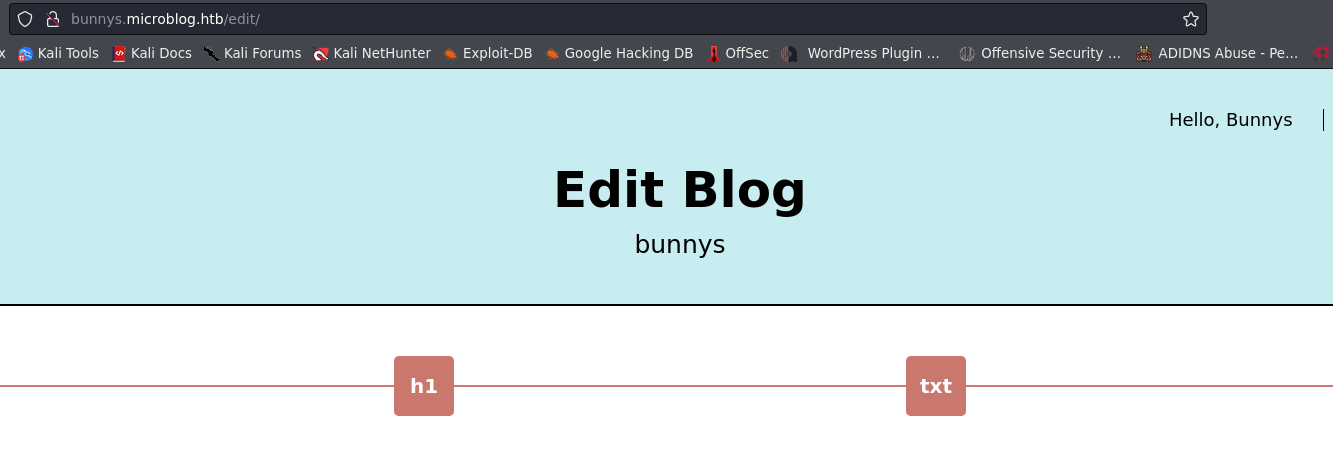 bunnys.microblog.htb/edit/
x Kali Tools Kali Docs Kali Forums Kali NetHunter Exploit-DB Google Hacking DB OffSec WordPress Plugin ... Offensive Security ... ADIDNS Abuse - Pe...
Hello, Bunnys
Edit Blog
bunnys
h1 txt